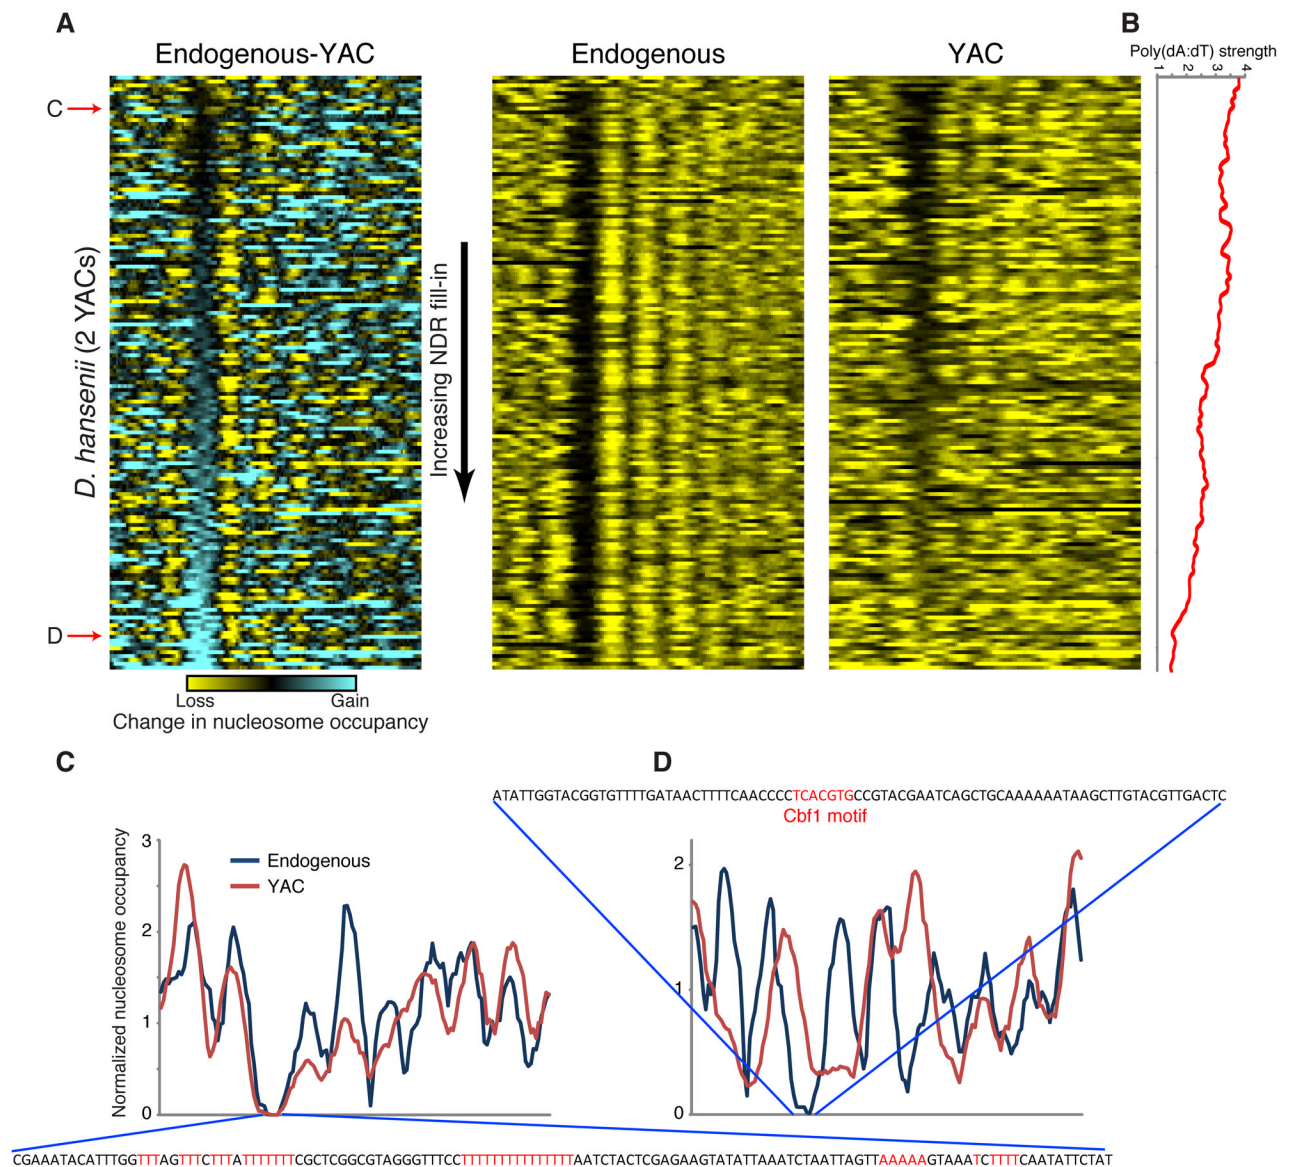 A
B
Endogenous-YAC
Endogenous
YAC
Poly(dA:dT) strength
1 2 3 4
C
D. hansenii (2 YACs)
Increasing NDR fill-in
D
Loss
Gain
Change in nucleosome occupancy
C
D
ATATTGGTACGGTGTTTTGATAACTTTTCAACCCCTCACGTGCCGTACGAATCAGCTGCAAAAAATAAGCTTGTACGTTGACTC
Cbf1 motif
Normalized nucleosome occupancy
3
2
1
0
Endogenous
YAC
2
1
0
CGAAATACATTTGGTTTAGTTTCTTTATTTTTTTCGCTCGGCGTAGGGTTTCCTTTTTTTTTTTTTTTAATCTACTCGAGAAGTATATTAAATCTAATTAGTTAAAAAGTAAATCTTTTCAATATTCTAT